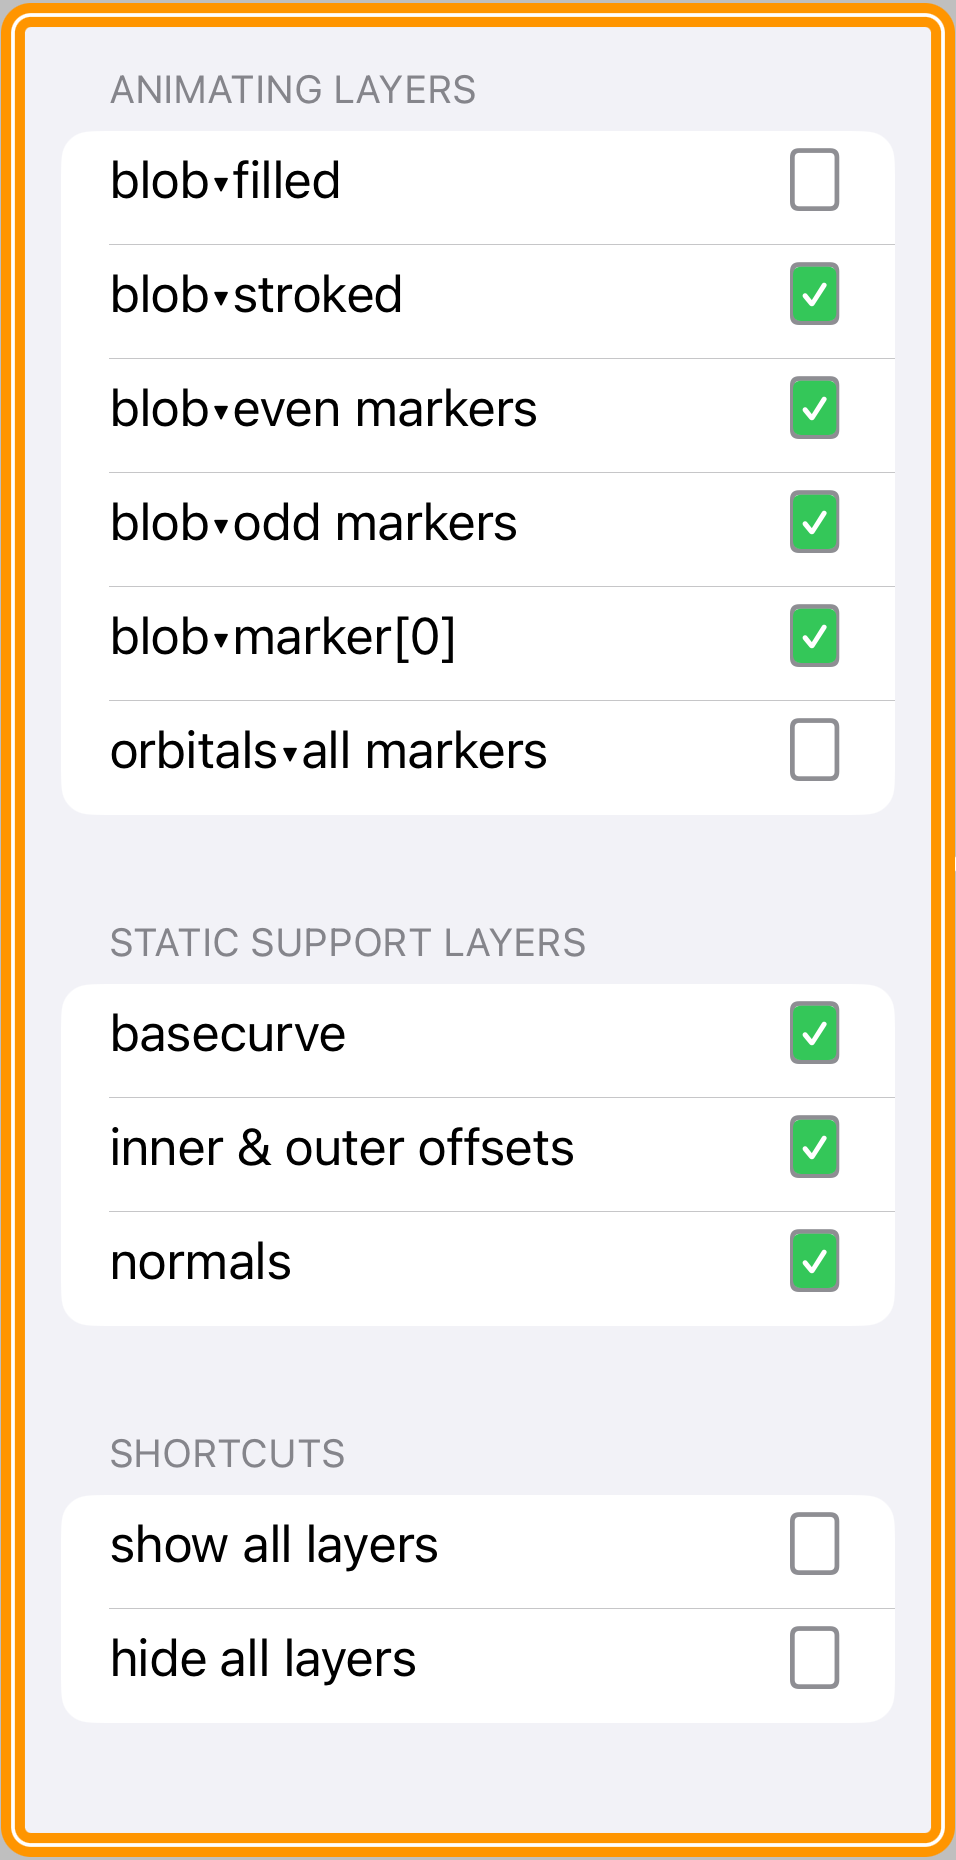 ANIMATING LAYERS
blob▾filled
blob▾stroked
blob▾even markers
blob▾odd markers
blob▾marker[0]
orbitals▾all markers
STATIC SUPPORT LAYERS
basecurve
inner & outer offsets
normals
SHORTCUTS
show all layers
hide all layers